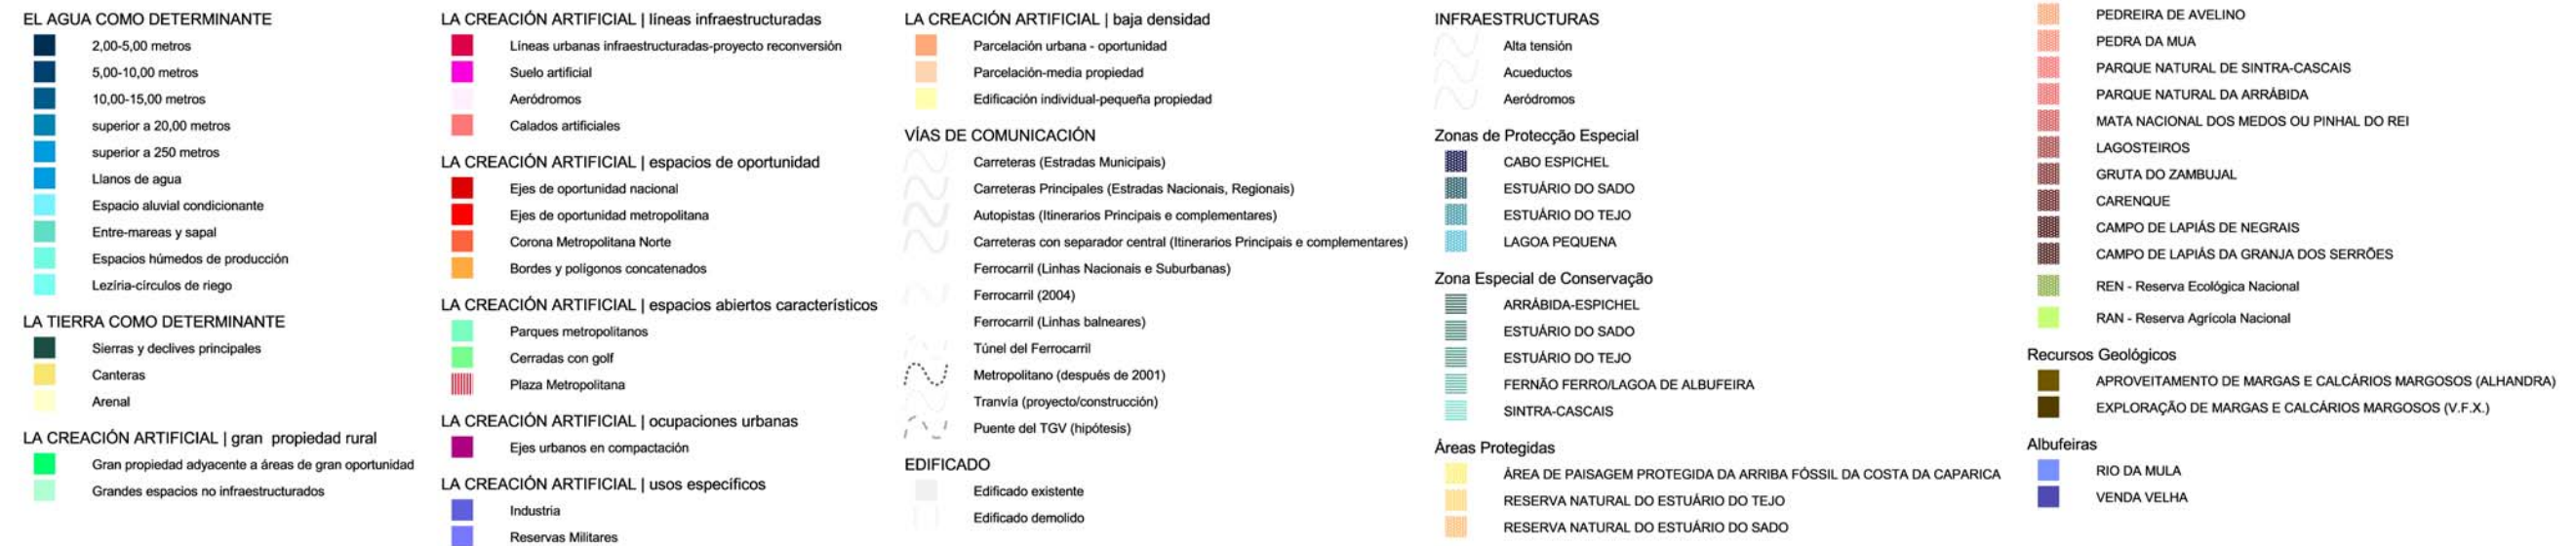 EL AGUA COMO DETERMINANTE
2,00-5,00 metros
5,00-10,00 metros
10,00-15,00 metros
superior a 20,00 metros
superior a 250 metros
Llanos de agua
Espacio aluvial condicionante
Entre-mareas y sapal
Espacios húmedos de producción
Lezíria-círculos de riego
LA TIERRA COMO DETERMINANTE
Sierras y declives principales
Canteras
Arenal
LA CREACIÓN ARTIFICIAL | gran propiedad rural
Gran propiedad adyacente a áreas de gran oportunidad
Grandes espacios no infraestructurados
LA CREACIÓN ARTIFICIAL | líneas infraestructuradas
Líneas urbanas infraestructuradas-proyecto reconversión
Suelo artificial
Aeródromos
Calados artificiales
LA CREACIÓN ARTIFICIAL | espacios de oportunidad
Ejes de oportunidad nacional
Ejes de oportunidad metropolitana
Corona Metropolitana Norte
Bordes y polígonos concatenados
LA CREACIÓN ARTIFICIAL | espacios abiertos característicos
Parques metropolitanos
Cerradas con golf
Plaza Metropolitana
LA CREACIÓN ARTIFICIAL | ocupaciones urbanas
Ejes urbanos en compactación
LA CREACIÓN ARTIFICIAL | usos específicos
Industria
Reservas Militares
LA CREACIÓN ARTIFICIAL | baja densidad
Parcelación urbana - oportunidad
Parcelación-media propiedad
Edificación individual-pequeña propiedad
VÍAS DE COMUNICACIÓN
Carreteras (Estradas Municipais)
Carreteras Principales (Estradas Nacionais, Regionais)
Autopistas (Itinerarios Principais e complementares)
Carreteras con separador central (Itinerarios Principais e complementares)
Ferrocarril (Linhas Nacionais e Suburbanas)
Ferrocarril (2004)
Ferrocarril (Linhas balneares)
Túnel del Ferrocarril
Metropolitano (después de 2001)
Tranvía (proyecto/construcción)
Puente del TGV (hipótesis)
EDIFICADO
Edificado existente
Edificado demolido
INFRAESTRUCTURAS
Alta tensión
Acueductos
Aeródromos
Zonas de Protecção Especial
CABO ESPICHEL
ESTUÁRIO DO SADO
ESTUÁRIO DO TEJO
LAGOA PEQUENA
Zona Especial de Conservação
ARRÁBIDA-ESPICHEL
ESTUÁRIO DO SADO
ESTUÁRIO DO TEJO
FERNÃO FERRO/LAGOA DE ALBUFEIRA
SINTRA-CASCAIS
Áreas Protegidas
ÁREA DE PAISAGEM PROTEGIDA DA ARRIBA FÓSSIL DA COSTA DA CAPARICA
RESERVA NATURAL DO ESTUÁRIO DO TEJO
RESERVA NATURAL DO ESTUÁRIO DO SADO
PEDREIRA DE AVELINO
PEDRA DA MUA
PARQUE NATURAL DE SINTRA-CASCAIS
PARQUE NATURAL DA ARRÁBIDA
MATA NACIONAL DOS MEDOS OU PINHAL DO REI
LAGOSTEIROS
GRUTA DO ZAMBUJAL
CARENQUE
CAMPO DE LAPIÁS DE NEGRAIS
CAMPO DE LAPIÁS DA GRANJA DOS SERRÕES
REN - Reserva Ecológica Nacional
RAN - Reserva Agrícola Nacional
Recursos Geológicos
APROVEITAMENTO DE MARGAS E CALCÁRIOS MARGOSOS (ALHANDRA)
EXPLORAÇÃO DE MARGAS E CALCÁRIOS MARGOSOS (V.F.X.)
Albufeiras
RIO DA MULA
VENDA VELHA